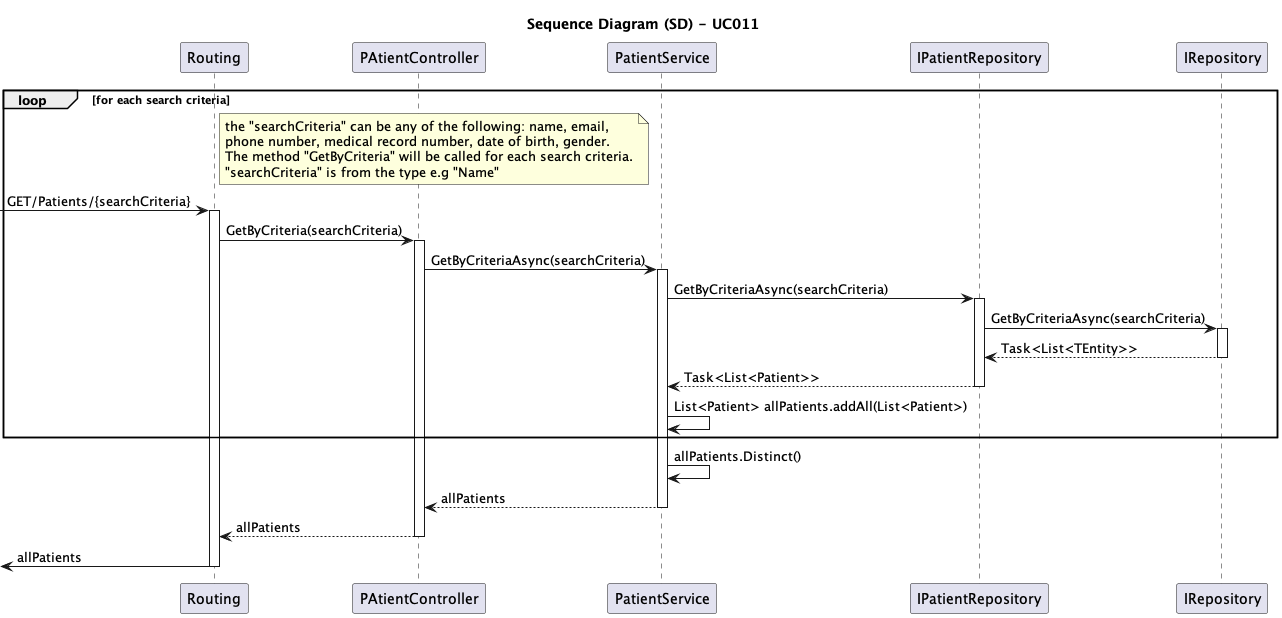 Sequence Diagram (SD) - UC011
Routing
PAtientController
PatientService
IPatientRepository
IRepository
loop
[for each search criteria]
the "searchCriteria" can be any of the following: name, email,
phone number, medical record number, date of birth, gender.
The method "GetByCriteria" will be called for each search criteria.
"searchCriteria" is from the type e.g "Name"
GET/Patients/{searchCriteria}
GetByCriteria(searchCriteria)
GetByCriteriaAsync(searchCriteria)
GetByCriteriaAsync(searchCriteria)
GetByCriteriaAsync(searchCriteria)
Task<List<TEntity>>
Task<List<Patient>>
List<Patient> allPatients.addAll(List<Patient>)
allPatients.Distinct()
allPatients
allPatients
allPatients
Routing
PAtientController
PatientService
IPatientRepository
IRepository